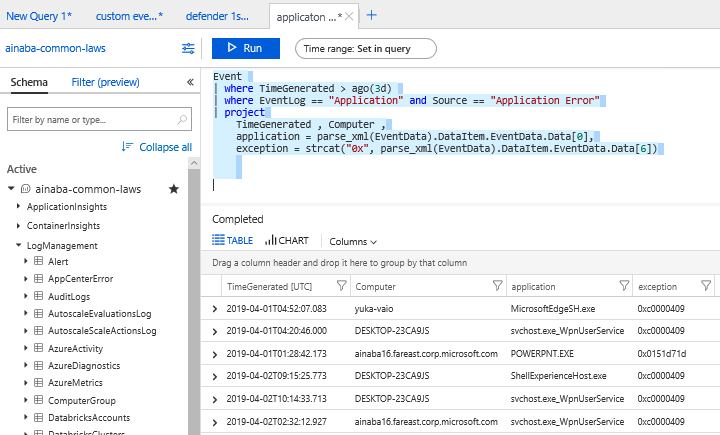 New Query 1*
custom eve...*
defender 1s...
applicaton ...*
ainaba-common-laws
Run
Time range: Set in query
Schema
Filter (preview)
Filter by name or type...
Collapse all
Active
ainaba-common-laws
ApplicationInsights
ContainerInsights
LogManagement
Alert
AppCenterError
AuditLogs
AutoscaleEvaluationsLog
AutoscaleScaleActionsLog
AzureActivity
AzureDiagnostics
AzureMetrics
ComputerGroup
DatabricksAccounts
DatabricksClusters
Event
| where TimeGenerated > ago(3d)
| where EventLog == "Application" and Source == "Application Error"
| project
TimeGenerated , Computer ,
application = parse_xml(EventData).DataItem.EventData.Data[0],
exception = strcat("0x", parse_xml(EventData).DataItem.EventData.Data[6])
Completed
TABLE CHART Columns
Drag a column header and drop it here to group by that column
TimeGenerated [UTC] Computer application exception
2019-04-01T04:52:07.083 yuka-vaio MicrosoftEdgeSH.exe 0xc0000409
2019-04-01T04:20:46.000 DESKTOP-23CA9JS svchost.exe_WpnUserService 0xc0000409
2019-04-01T01:28:42.173 ainaba16.fareast.corp.microsoft.com POWERPNT.EXE 0x0151d71d
2019-04-02T09:15:25.773 DESKTOP-23CA9JS ShellExperienceHost.exe 0xc0000409
2019-04-02T10:14:33.713 DESKTOP-23CA9JS svchost.exe_WpnUserService 0xc0000409
2019-04-02T02:32:12.927 ainaba16.fareast.corp.microsoft.com svchost.exe_WpnUserService 0xc0000409